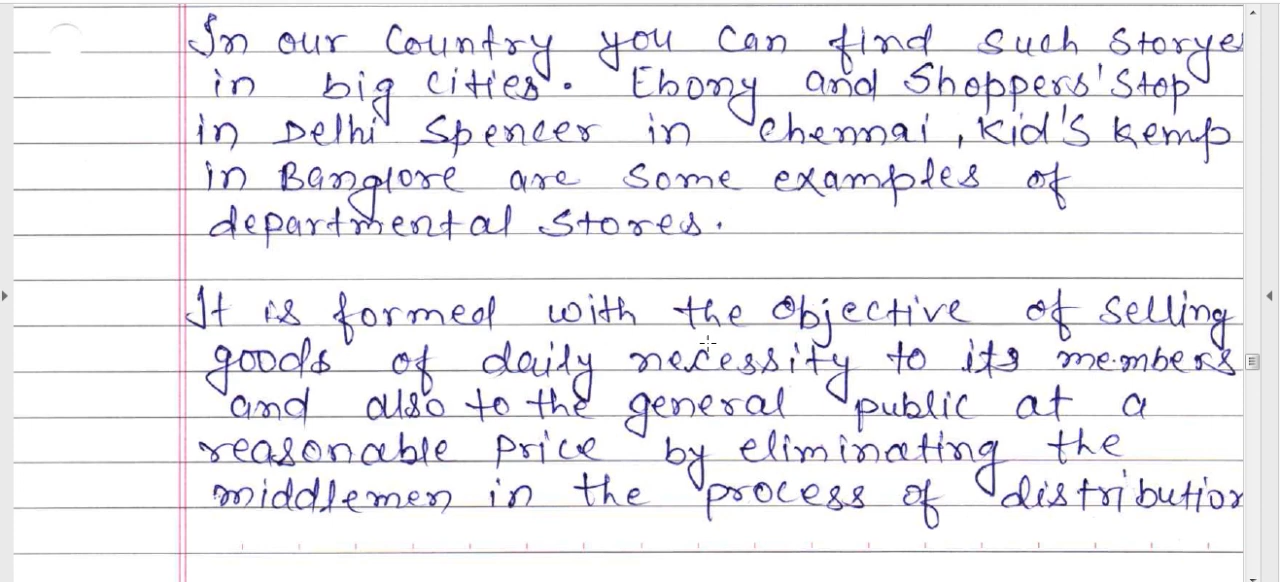 In our Country you can find such storye
in big cities. Ebony and Shoppers' Stop
in Delhi Spencer in Chennai, Kid's Kemp
in Banglore are some examples of
departmental stores.
It is formed with the objective of selling
goods of daily necessity to its members
and also to the general public at a
reasonable price by eliminating the
middlemen in the process of distribution